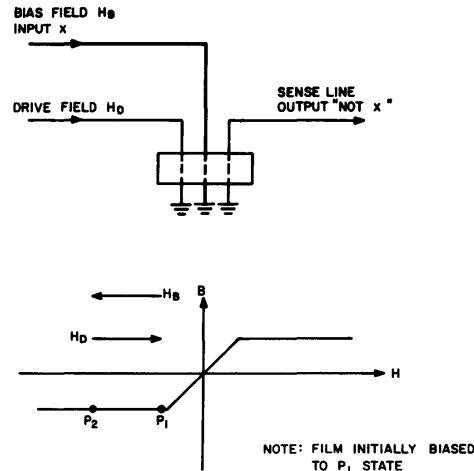 BIAS FIELD HB
INPUT X
DRIVE FIELD HD
SENSE LINE
OUTPUT "NOT X"
HB
B
HD
H
P2
P1
NOTE: FILM INITIALLY BIASED
TO P1 STATE